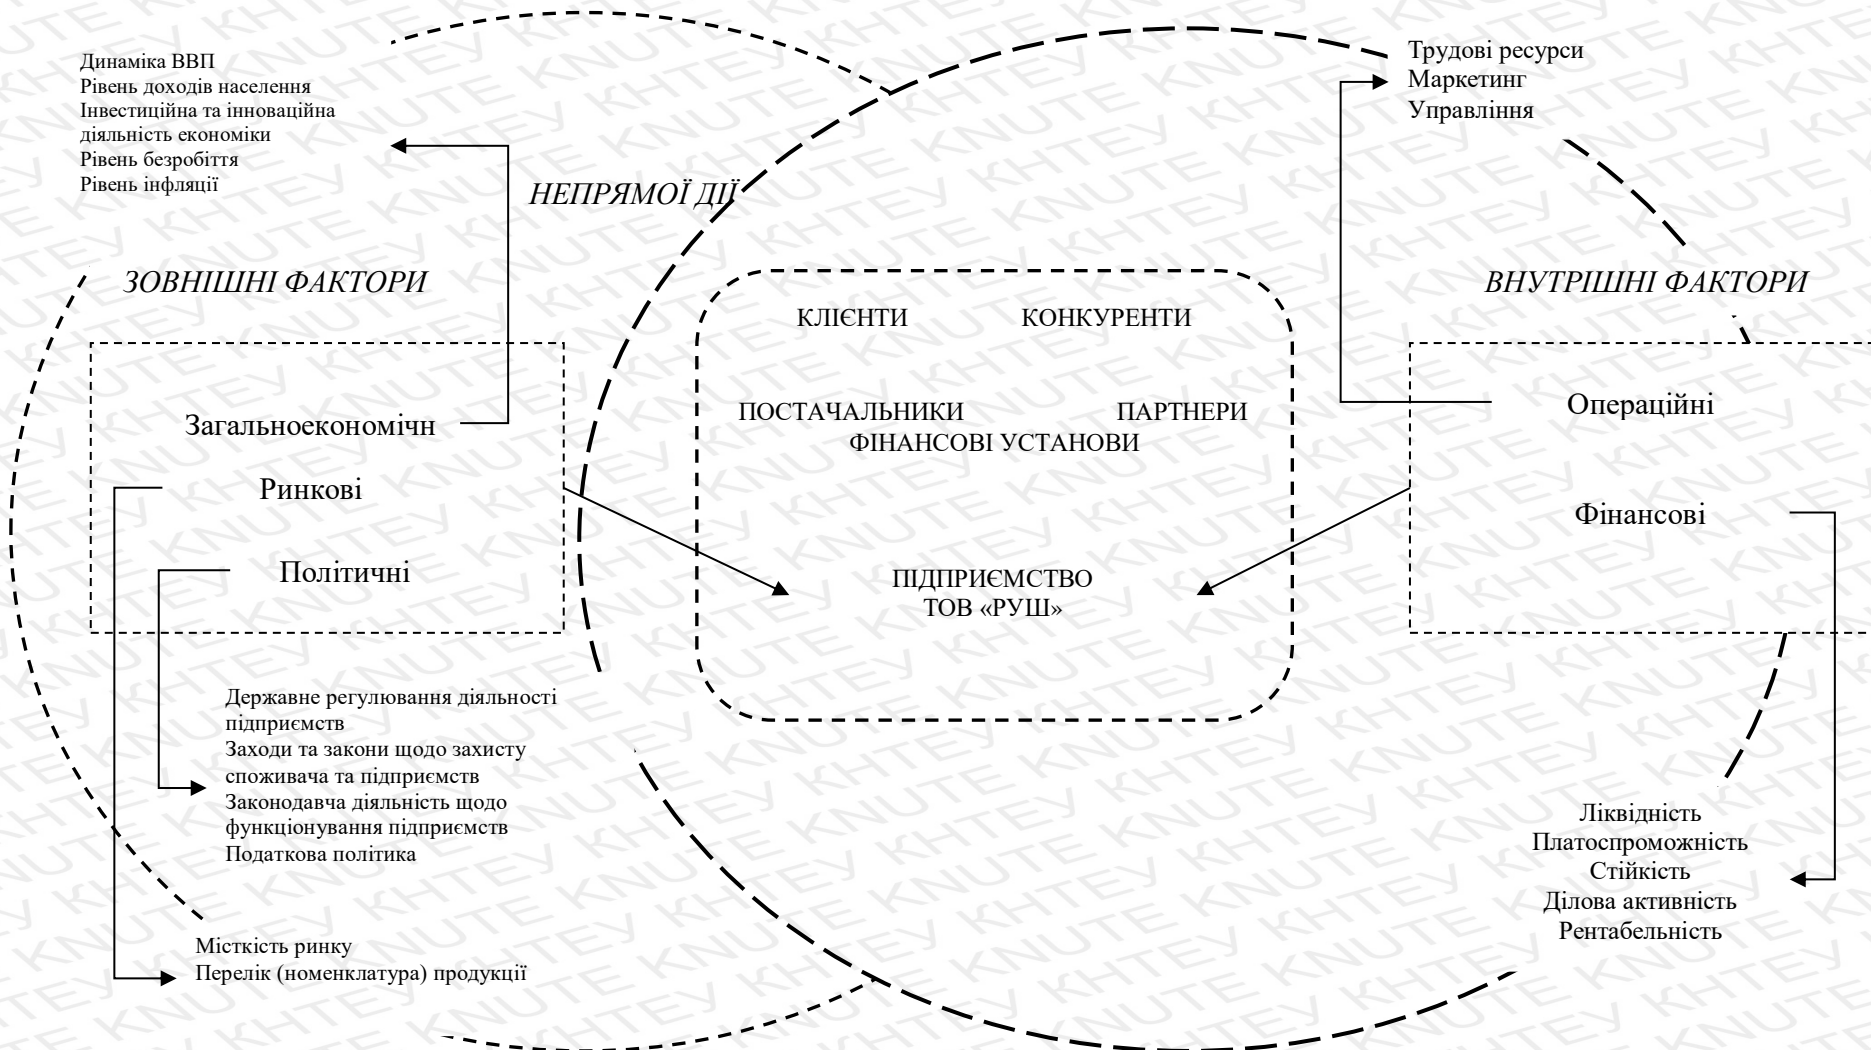 Динаміка ВВП
Рівень доходів населення
Інвестиційна та інноваційна
діяльність економіки
Рівень безробіття
Рівень інфляції
НЕПРЯМОЇ ДІЇ
Трудові ресурси
Маркетинг
Управління
ЗОВНІШНІ ФАКТОРИ
ВНУТРІШНІ ФАКТОРИ
Загальноекономічн
Ринкові
Політичні
КЛІЄНТИ КОНКУРЕНТИ
ПОСТАЧАЛЬНИКИ ПАРТНЕРИ
ФІНАНСОВІ УСТАНОВИ
ПІДПРИЄМСТВО
ТОВ «РУШ»
Операційні
Фінансові
Державне регулювання діяльності
підприємств
Заходи та закони щодо захисту
споживача та підприємств
Законодавча діяльність щодо
функціонування підприємств
Податкова політика
Місткість ринку
Перелік (номенклатура) продукції
Ліквідність
Платоспроможність
Стійкість
Ділова активність
Рентабельність